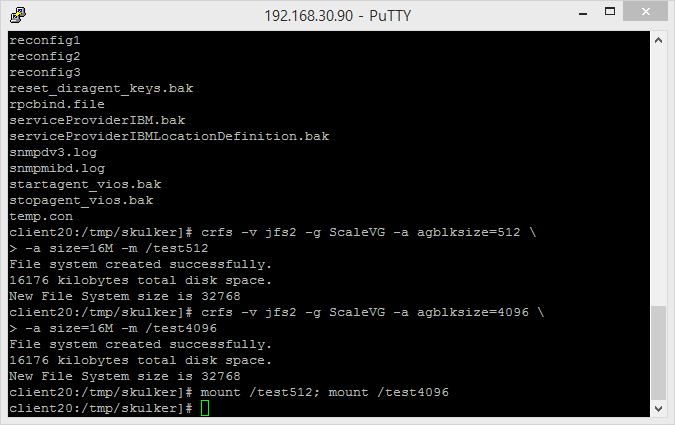 192.168.30.90 - PuTTY
reconfig1
reconfig2
reconfig3
reset_diragent_keys.bak
rpcbind.file
serviceProviderIBM.bak
serviceProviderIBMLocationDefinition.bak
snmpdv3.log
snmpmibd.log
startagent_vios.bak
stopagent_vios.bak
temp.con
client20:/tmp/skulker]# crfs -v jfs2 -g ScaleVG -a agblksize=512 \
> -a size=16M -m /test512
File system created successfully.
16176 kilobytes total disk space.
New File System size is 32768
client20:/tmp/skulker]# crfs -v jfs2 -g ScaleVG -a agblksize=4096 \
> -a size=16M -m /test4096
File system created successfully.
16176 kilobytes total disk space.
New File System size is 32768
client20:/tmp/skulker]# mount /test512; mount /test4096
client20:/tmp/skulker]#